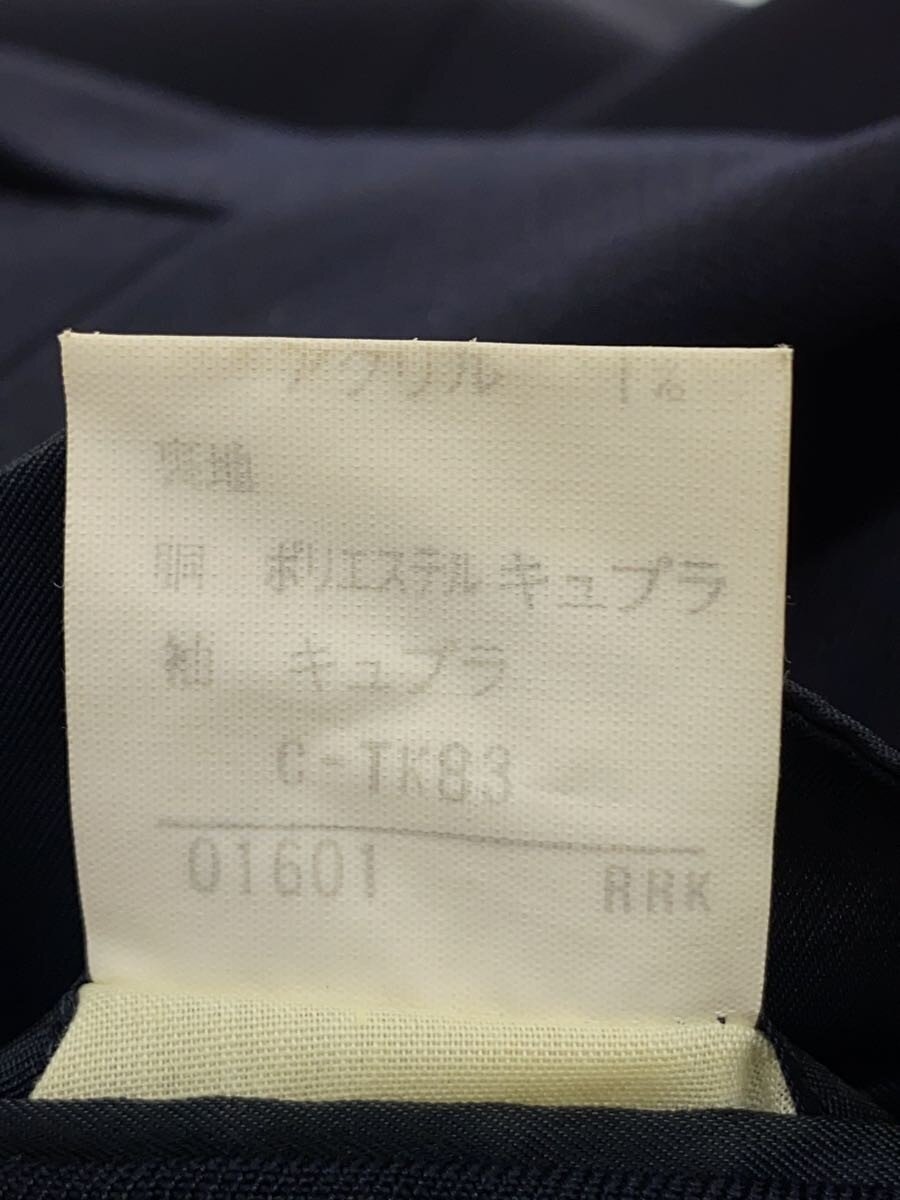 アクリル 1%
裏地
胴 ポリエステル キュプラ
袖 キュプラ
C-TK83
01601 RRK